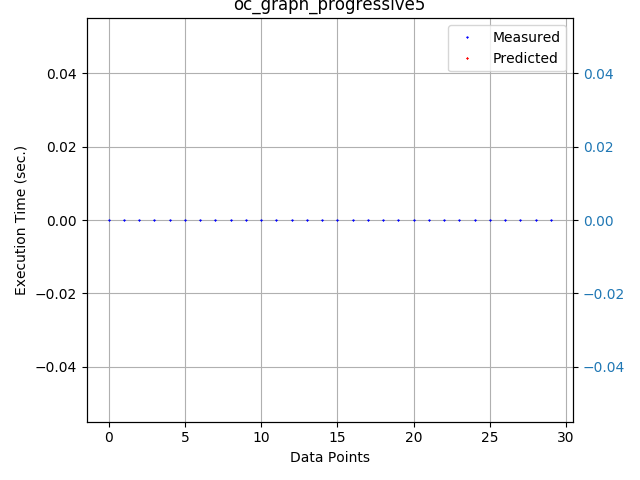 oc_graph_progressive5
Measured
Predicted
0.04
0.02
0.00
−0.02
−0.04
0.04
0.02
0.00
−0.02
−0.04
Execution Time (sec.)
0 5 10 15 20 25 30
Data Points